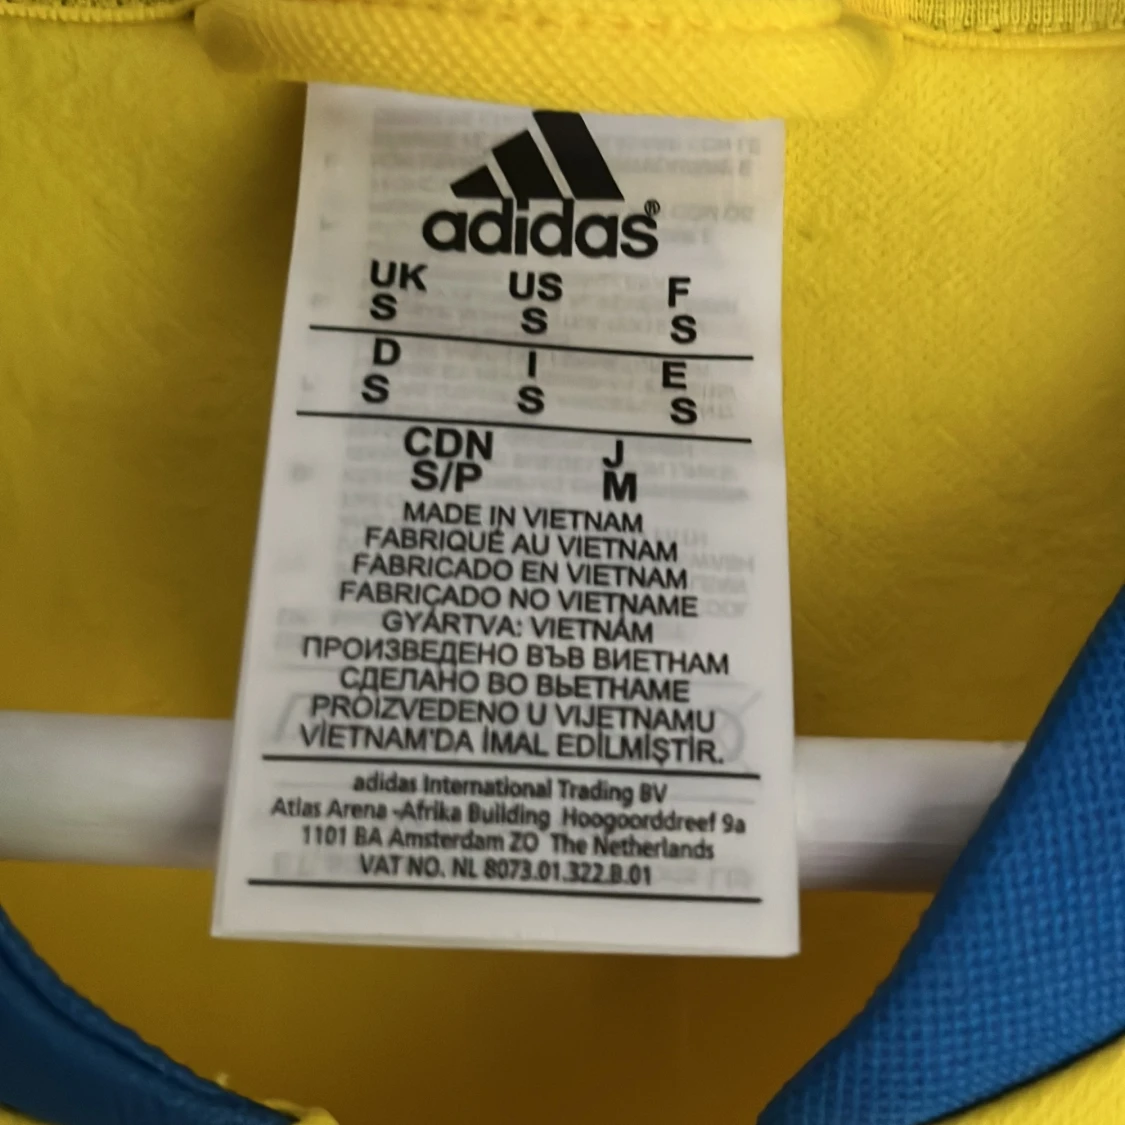 adidas®
UK US F
S S S
D I E
S S S
CDN J
S/P M
MADE IN VIETNAM
FABRIQUÉ AU VIETNAM
FABRICADO EN VIETNAM
FABRICADO NO VIETNAME
GYÁRTVA: VIETNÁM
ПРОИЗВЕДЕНО ВЪВ ВИЕТНАМ
СДЕЛАНО ВО ВЬЕТНАМЕ
PROIZVEDENO U VIJETNAMU
VİETNAM'DA İMAL EDİLMİŞTİR.
adidas International Trading BV
Atlas Arena -Afrika Building Hoogoorddreef 9a
1101 BA Amsterdam ZO The Netherlands
VAT NO. NL 8073.01.322.B.01